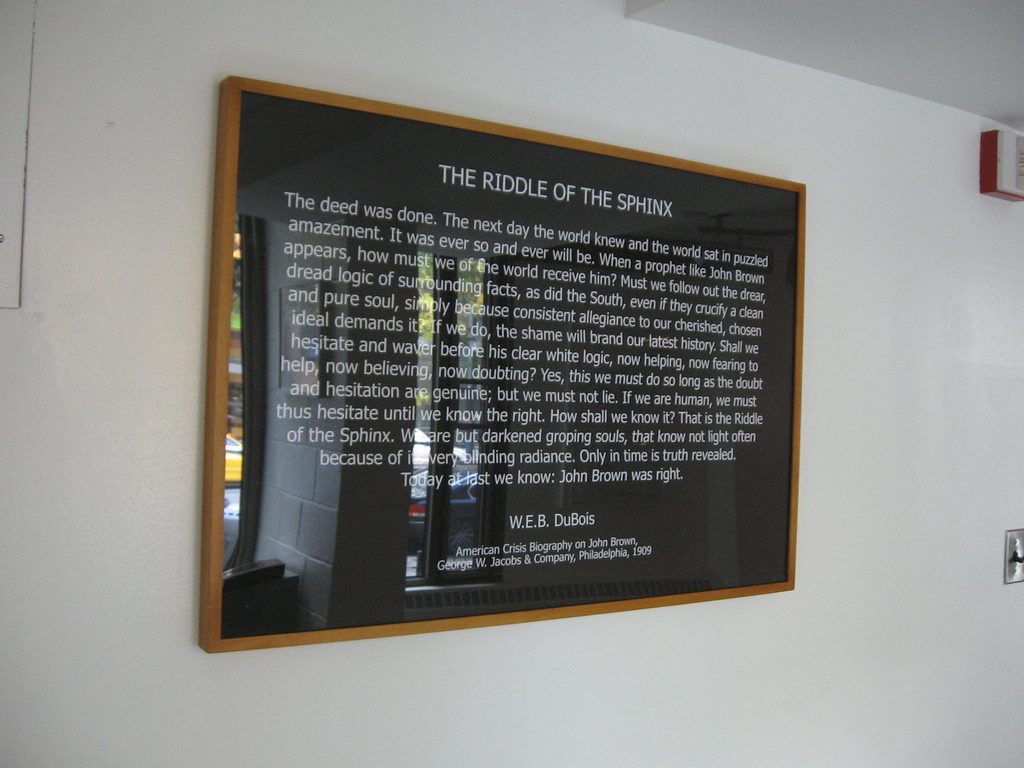 THE RIDDLE OF THE SPHINX
The deed was done. The next day the world knew and the world sat in puzzled
amazement. It was ever so and ever will be. When a prophet like John Brown
appears, how must we of the world receive him? Must we follow out the drear,
dread logic of surrounding facts, as did the South, even if they crucify a clean
and pure soul, simply because consistent allegiance to our cherished, chosen
ideal demands it? If we do, the shame will brand our latest history. Shall we
hesitate and waver before his clear white logic, now helping, now fearing to
help, now believing, now doubting? Yes, this we must do so long as the doubt
and hesitation are genuine; but we must not lie. If we are human, we must
thus hesitate until we know the right. How shall we know it? That is the Riddle
of the Sphinx. We are but darkened groping souls, that know not light often
because of its very blinding radiance. Only in time is truth revealed.
Today at last we know: John Brown was right.
W.E.B. DuBois
American Crisis Biography on John Brown,
George W. Jacobs & Company, Philadelphia, 1909
FIRE